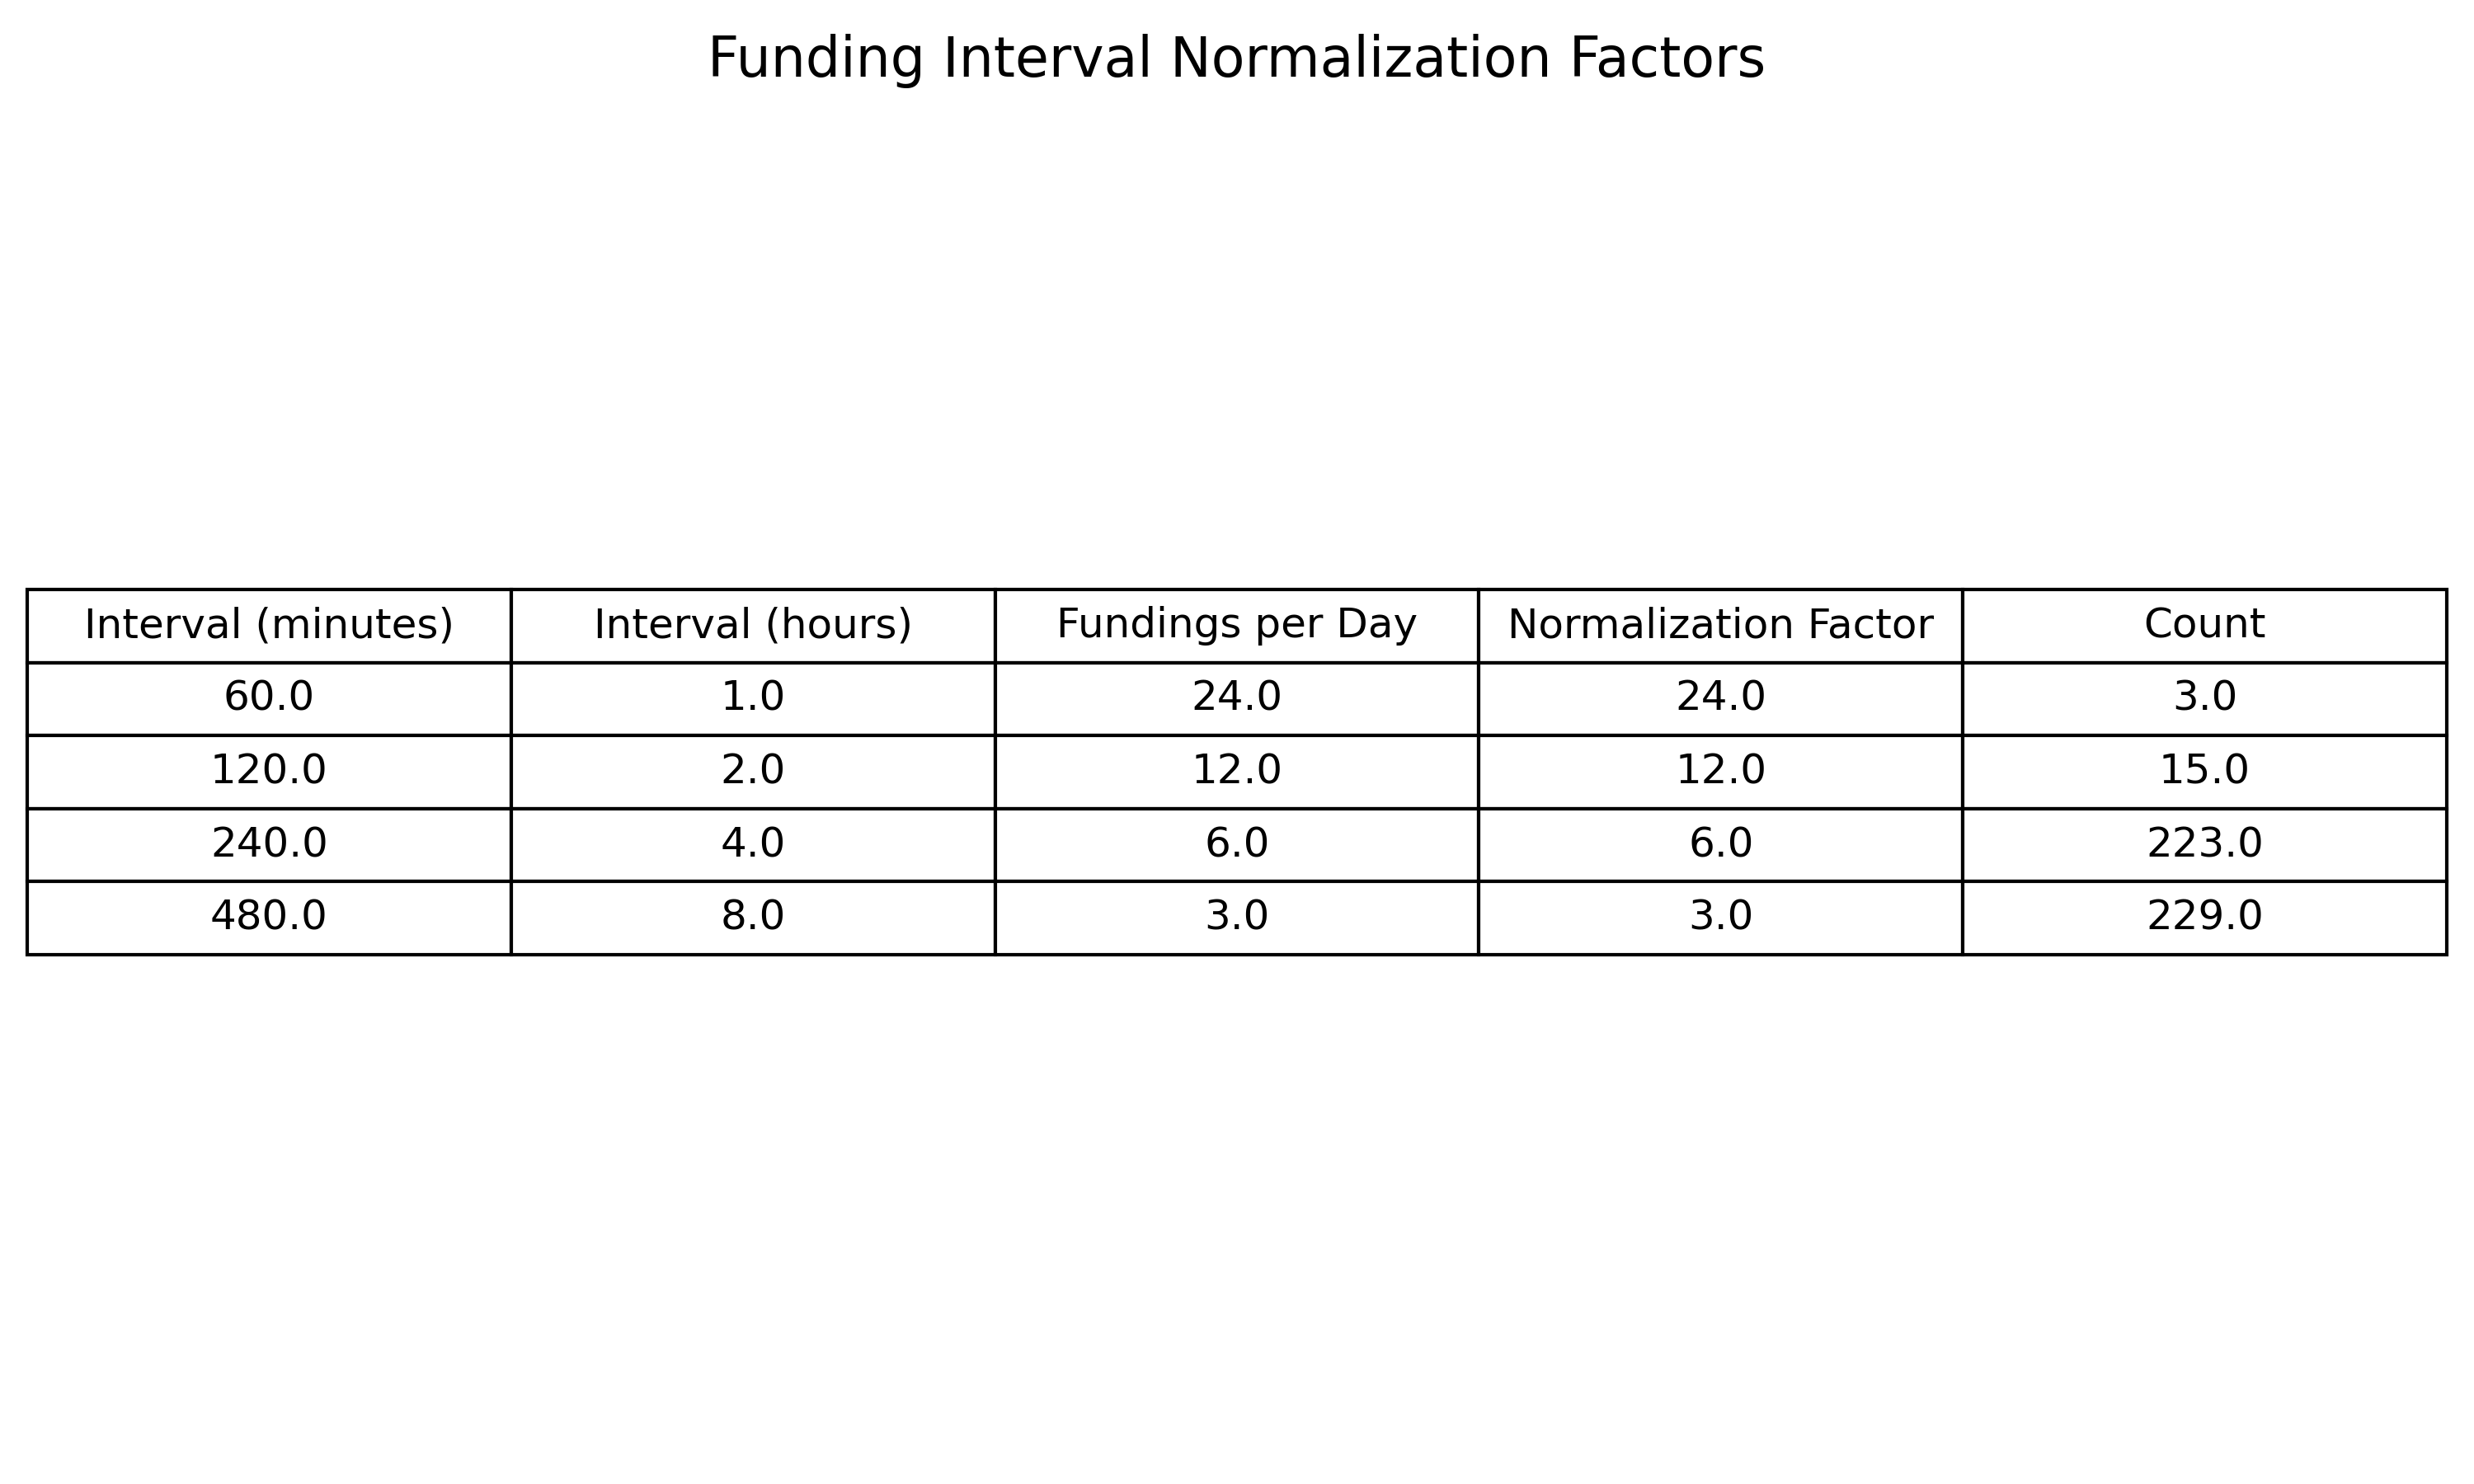 Funding Interval Normalization Factors
Interval (minutes) Interval (hours) Fundings per Day Normalization Factor Count
60.0 1.0 24.0 24.0 3.0
120.0 2.0 12.0 12.0 15.0
240.0 4.0 6.0 6.0 223.0
480.0 8.0 3.0 3.0 229.0